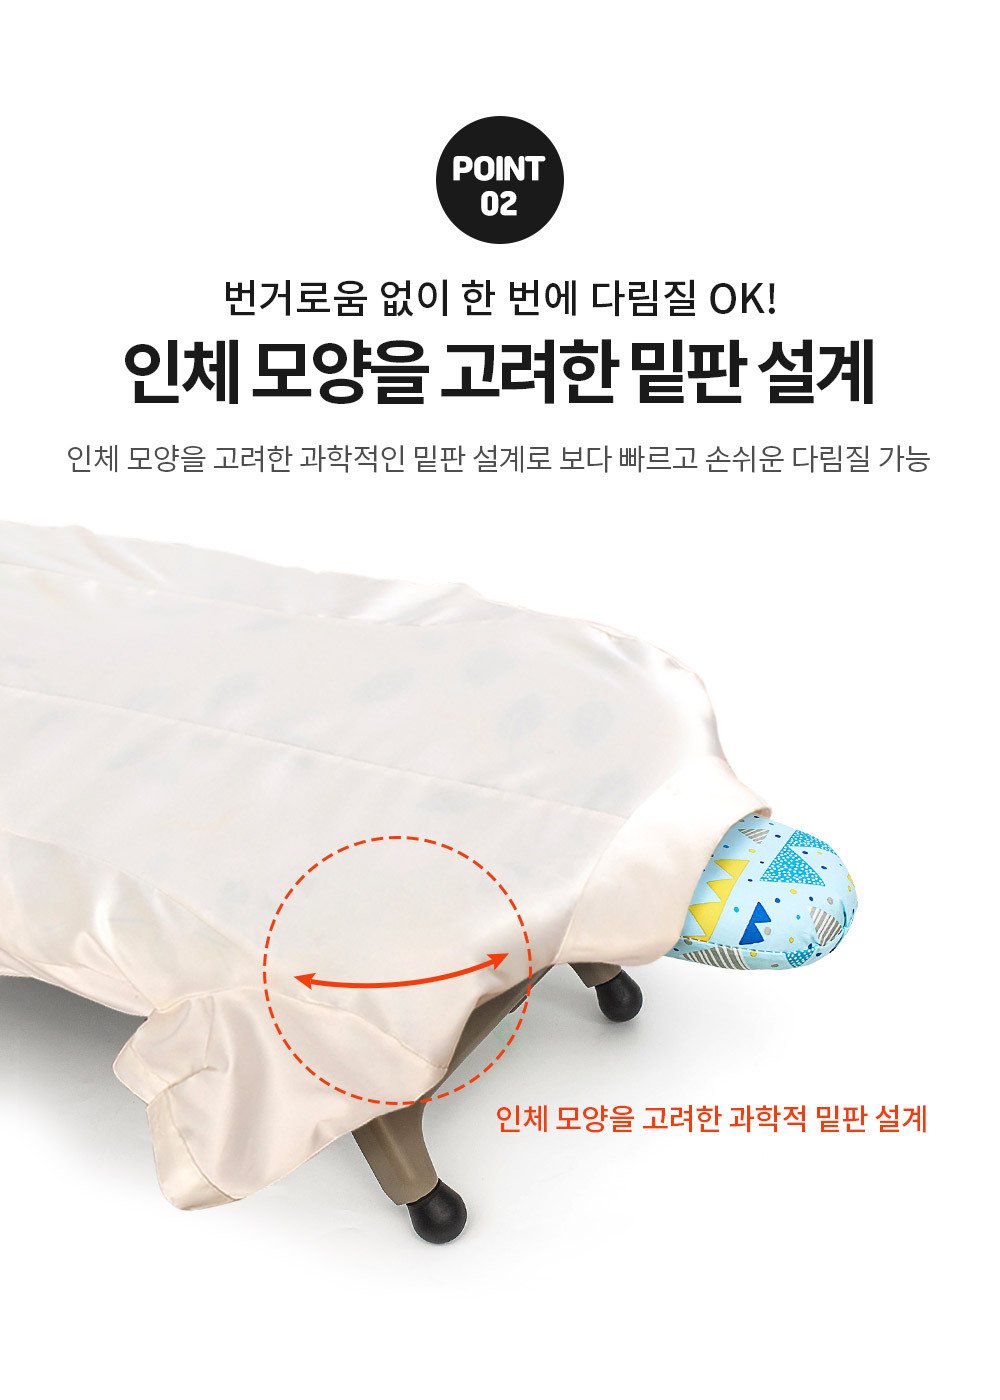 POINT
02
번거로움 없이 한 번에 다림질 OK!
인체 모양을 고려한 밑판 설계
인체 모양을 고려한 과학적인 밑판 설계로 보다 빠르고 손쉬운 다림질 가능
인체 모양을 고려한 과학적 밑판 설계